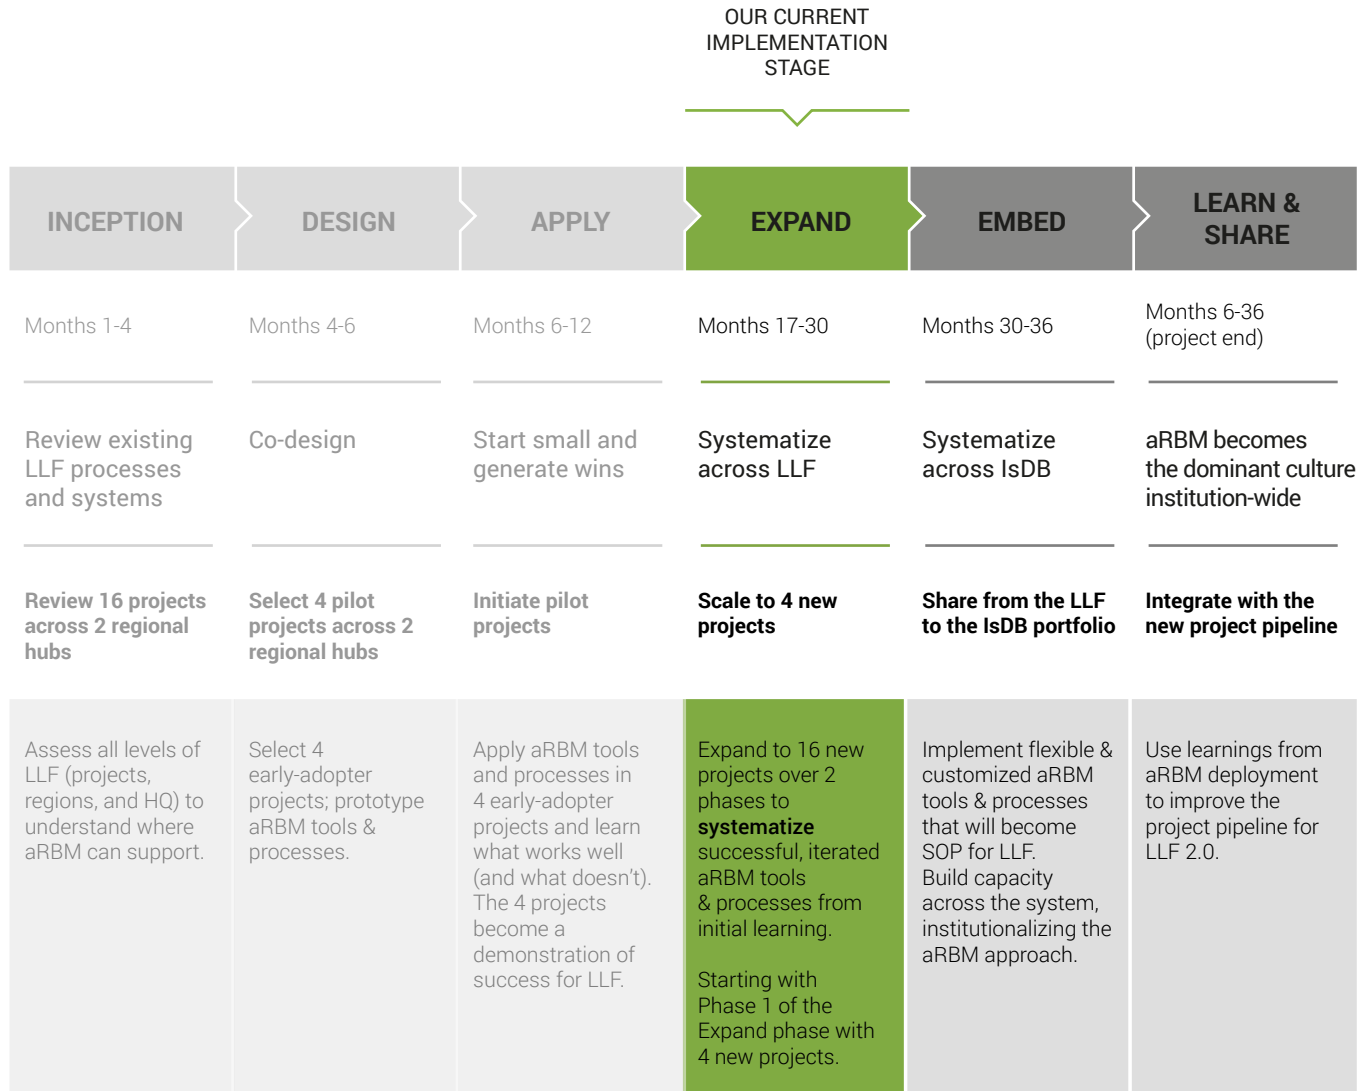 OUR CURRENT
IMPLEMENTATION
STAGE
INCEPTION
DESIGN
APPLY
EXPAND
EMBED
LEARN &
SHARE
Months 1-4
Months 4-6
Months 6-12
Months 17-30
Months 30-36
Months 6-36
(project end)
Review existing
LLF processes
and systems
Co-design
Start small and
generate wins
Systematize
across LLF
Systematize
across IsDB
aRBM becomes
the dominant culture
institution-wide
Review 16 projects
across 2 regional
hubs
Select 4 pilot
projects across 2
regional hubs
Initiate pilot
projects
Scale to 4 new
projects
Share from the LLF
to the IsDB portfolio
Integrate with the
new project pipeline
Assess all levels of
LLF (projects,
regions, and HQ) to
understand where
aRBM can support.
Select 4
early-adopter
projects; prototype
aRBM tools &
processes.
Apply aRBM tools
and processes in
4 early-adopter
projects and learn
what works well
(and what doesn't).
The 4 projects
become a
demonstration of
success for LLF.
Expand to 16 new
projects over 2
phases to
systematize
successful, iterated
aRBM tools
& processes from
initial learning.
Starting with
Phase 1 of the
Expand phase with
4 new projects.
Implement flexible &
customized aRBM
tools & processes
that will become
SOP for LLF.
Build capacity
across the system,
institutionalizing the
aRBM approach.
Use learnings from
aRBM deployment
to improve the
project pipeline for
LLF 2.0.